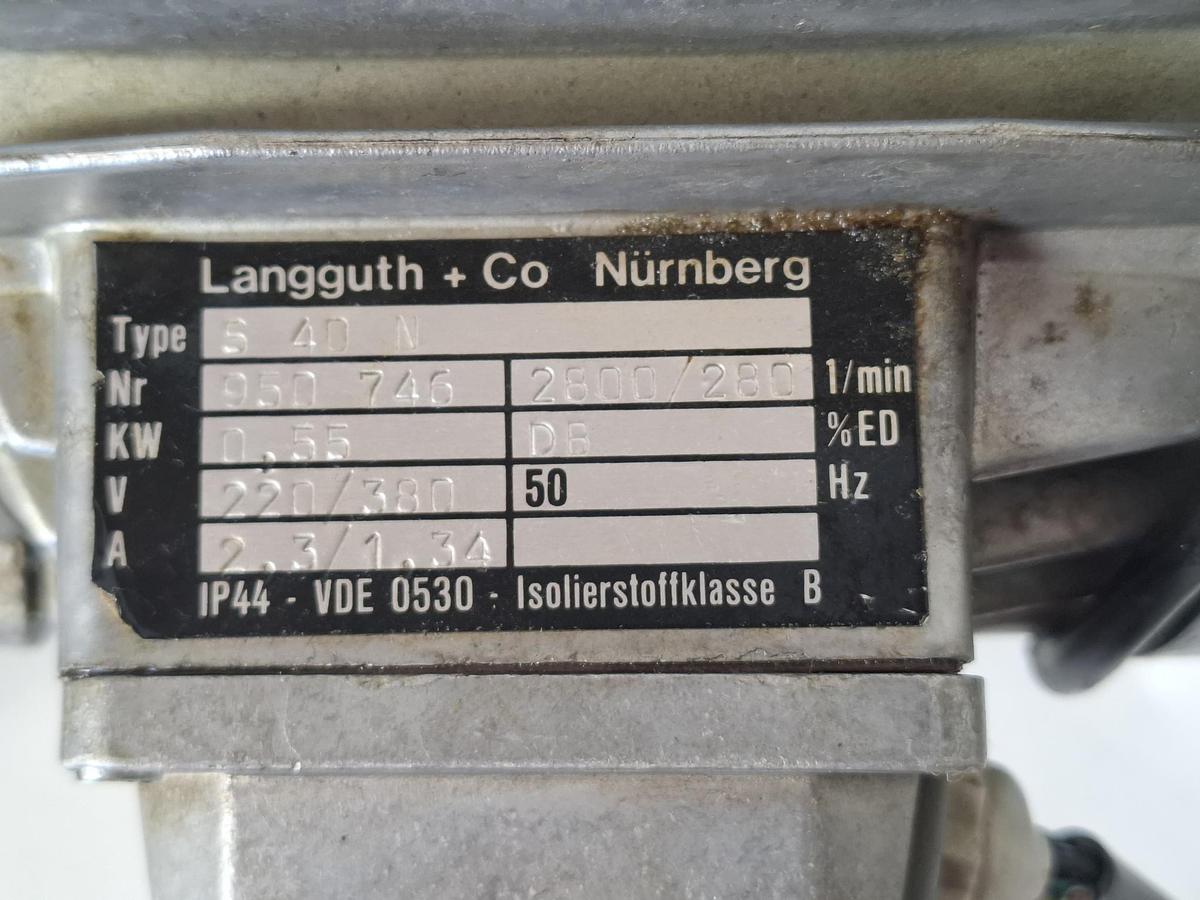 Langguth + Co Nürnberg
Type S 40 N
Nr 950 746 2800/280 1/min
KW 0,55 DB %ED
V 220/380 50 Hz
A 2.3/1.34
IP44 - VDE 0530 - Isolierstoffklasse B